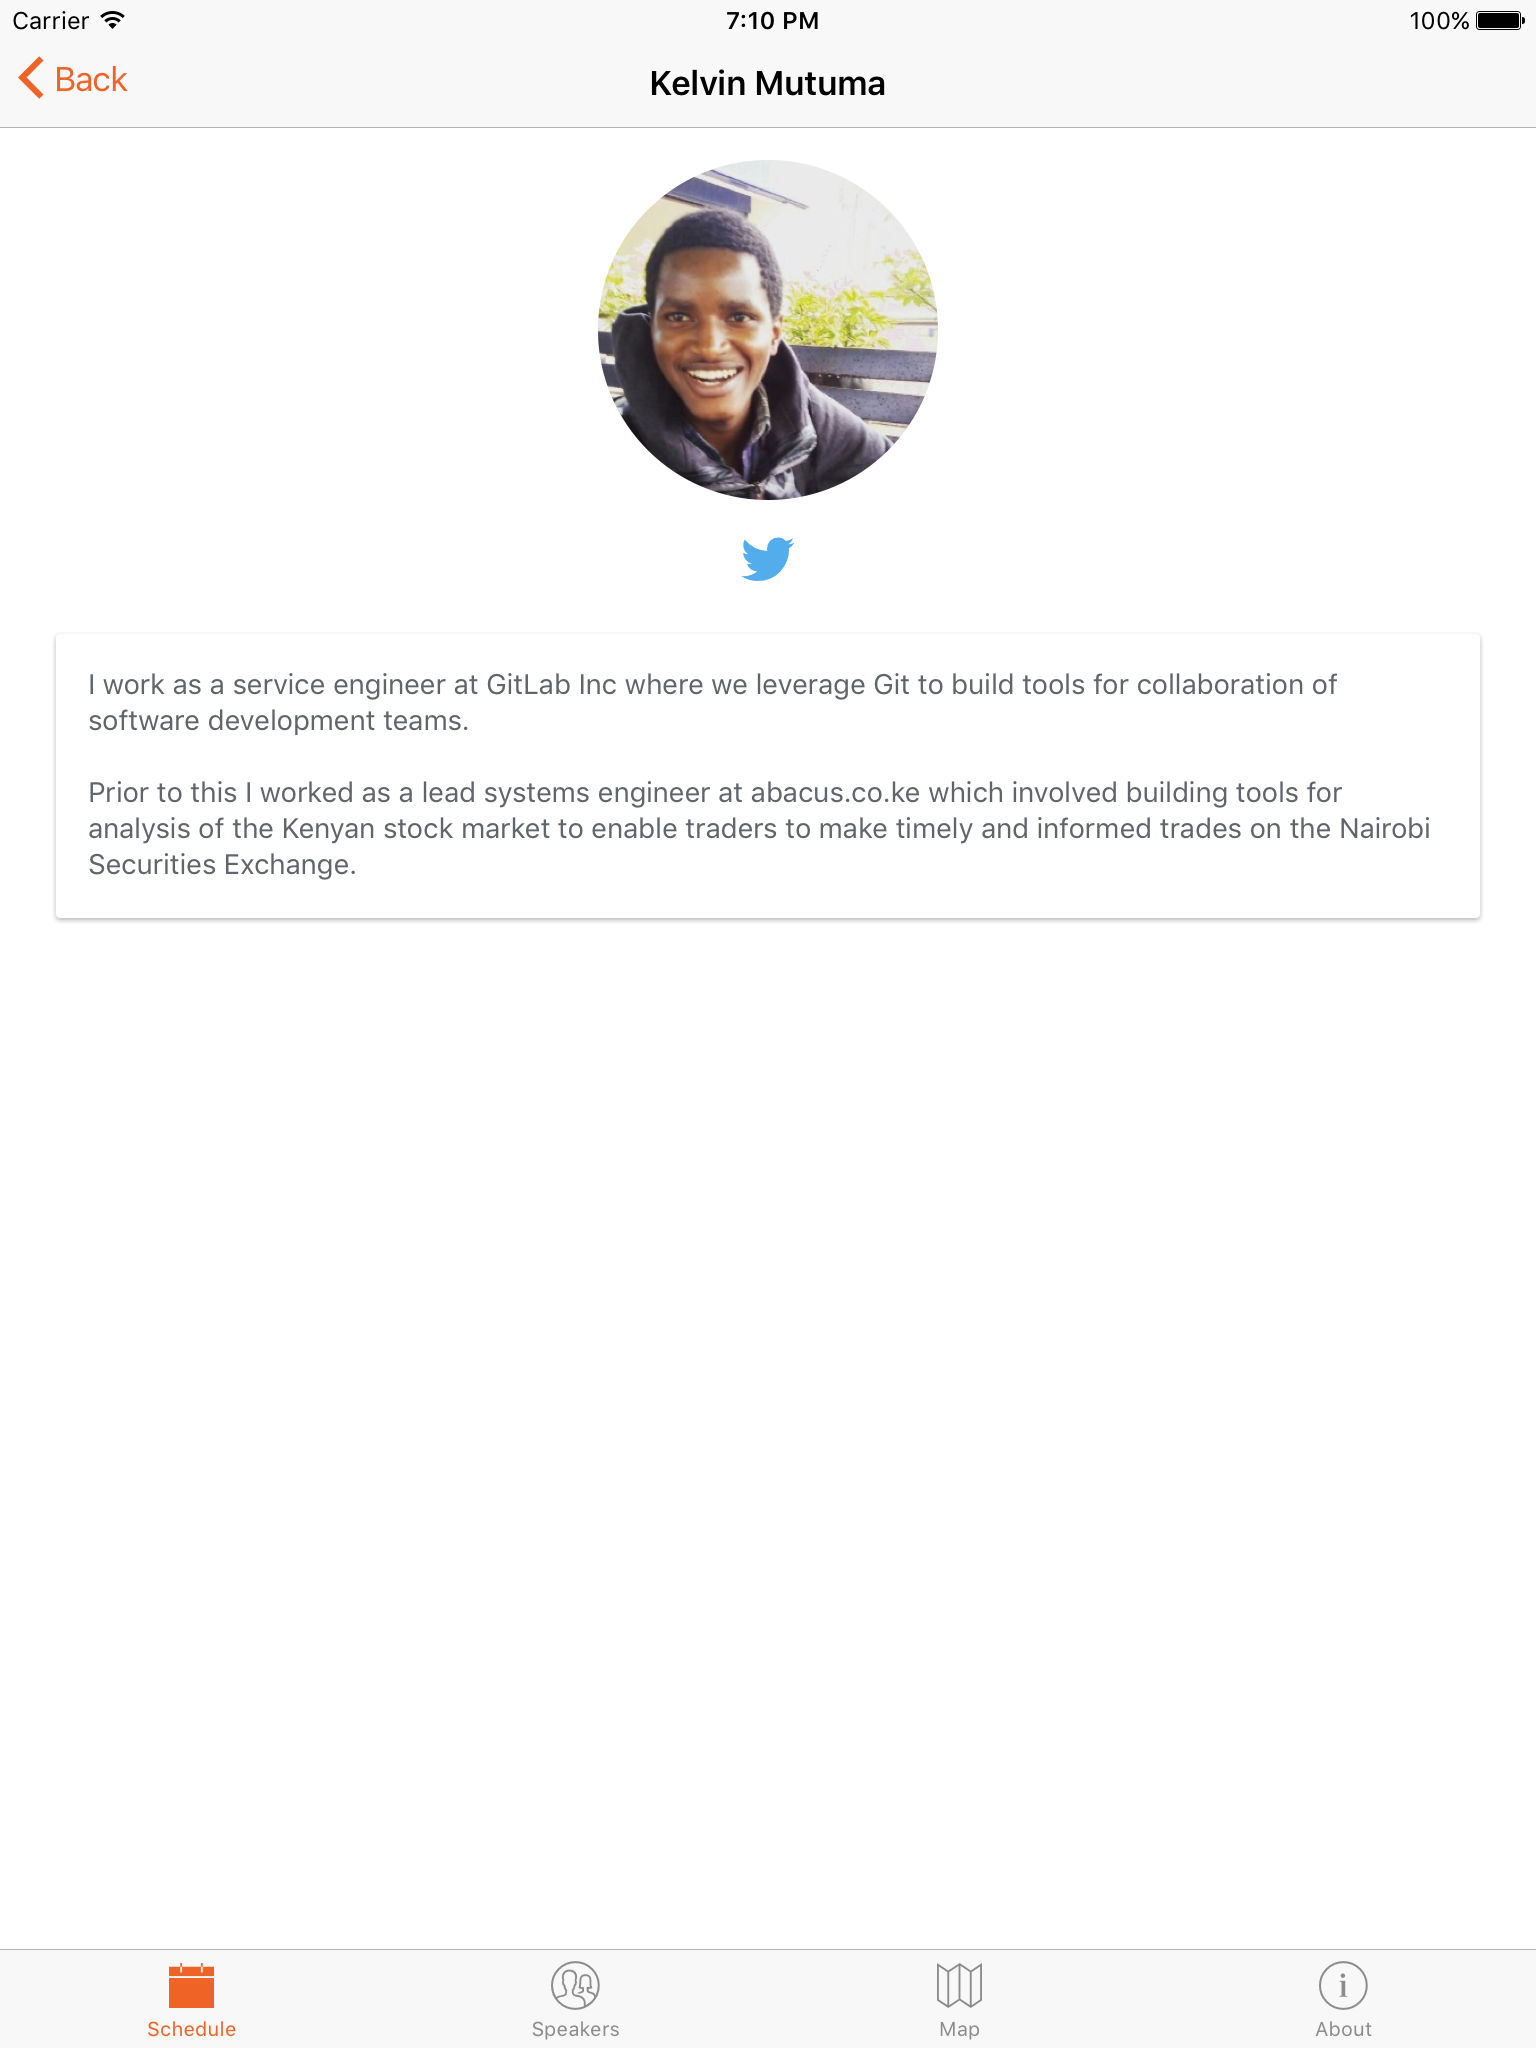 Carrier 7:10 PM 100%
Back Kelvin Mutuma
I work as a service engineer at GitLab Inc where we leverage Git to build tools for collaboration of
software development teams.
Prior to this I worked as a lead systems engineer at abacus.co.ke which involved building tools for
analysis of the Kenyan stock market to enable traders to make timely and informed trades on the Nairobi
Securities Exchange.
Schedule Speakers Map About